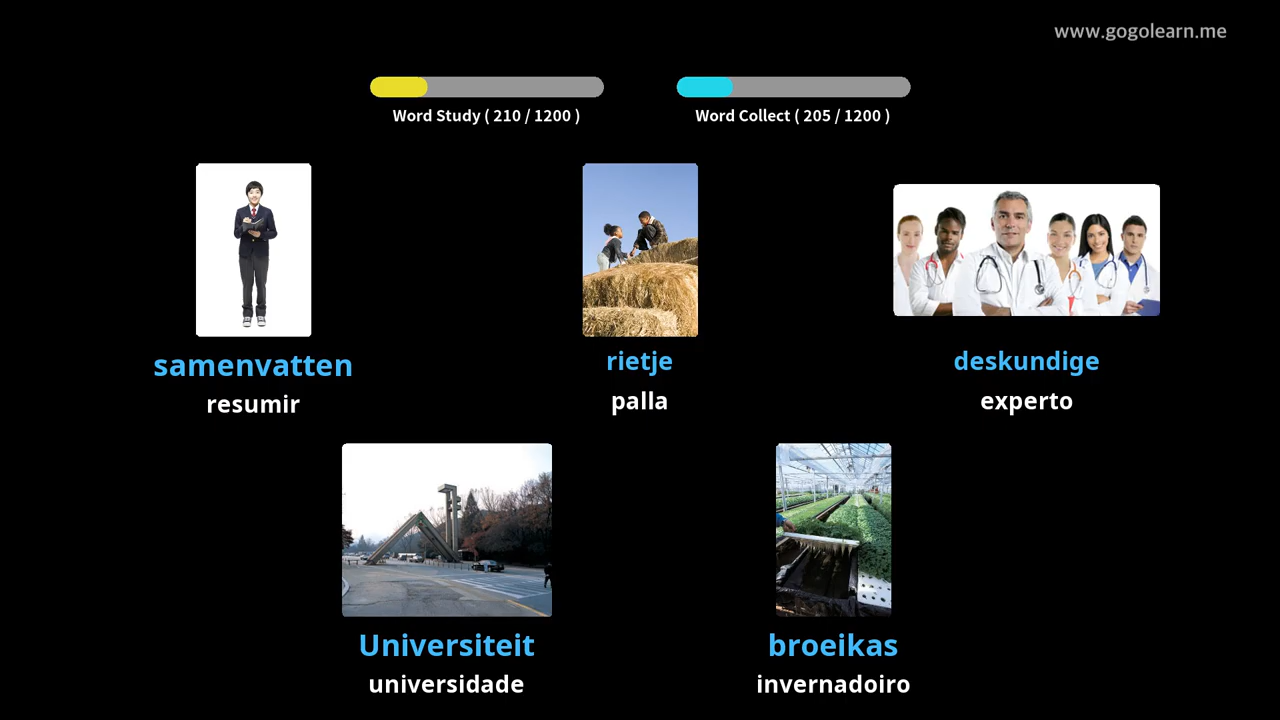 www.gogolearn.me
Word Study ( 210 / 1200 )
Word Collect ( 205 / 1200 )
samenvatten
resumir
rietje
palla
deskundige
experto
Universiteit
universidade
broeikas
invernadoiro